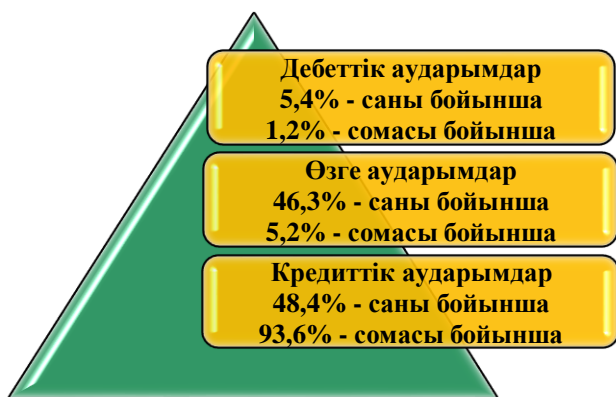 Дебеттік аударымдар
5,4% - саны бойынша
1,2% - сомасы бойынша
Өзге аударымдар
46,3% - саны бойынша
5,2% - сомасы бойынша
Кредиттік аударымдар
48,4% - саны бойынша
93,6% - сомасы бойынша